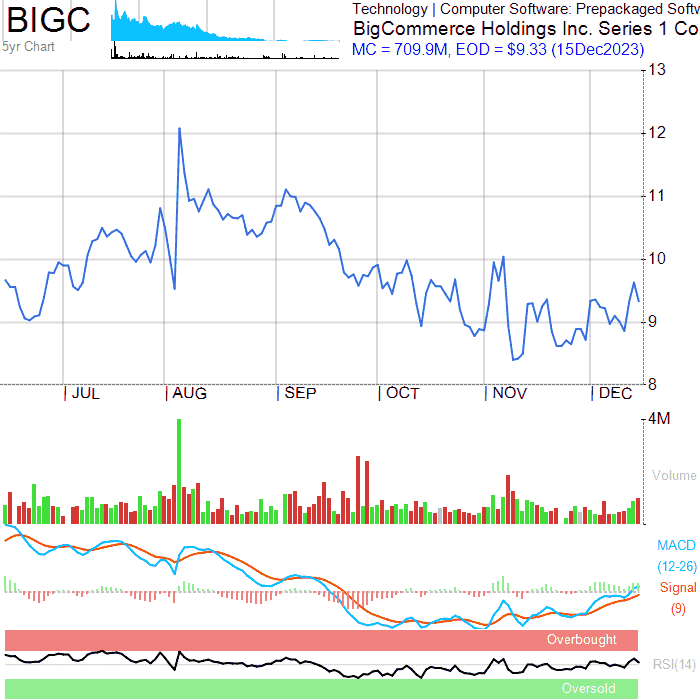 BIGC
5yr Chart
Technology | Computer Software: Prepackaged Softw
BigCommerce Holdings Inc. Series 1 Co
MC = 709.9M, EOD = $9.33 (15Dec2023)
13
12
11
10
9
8
JUL AUG SEP OCT NOV DEC
4M
Volume
MACD
(12-26)
Signal
(9)
Overbought
RSI(14)
Oversold